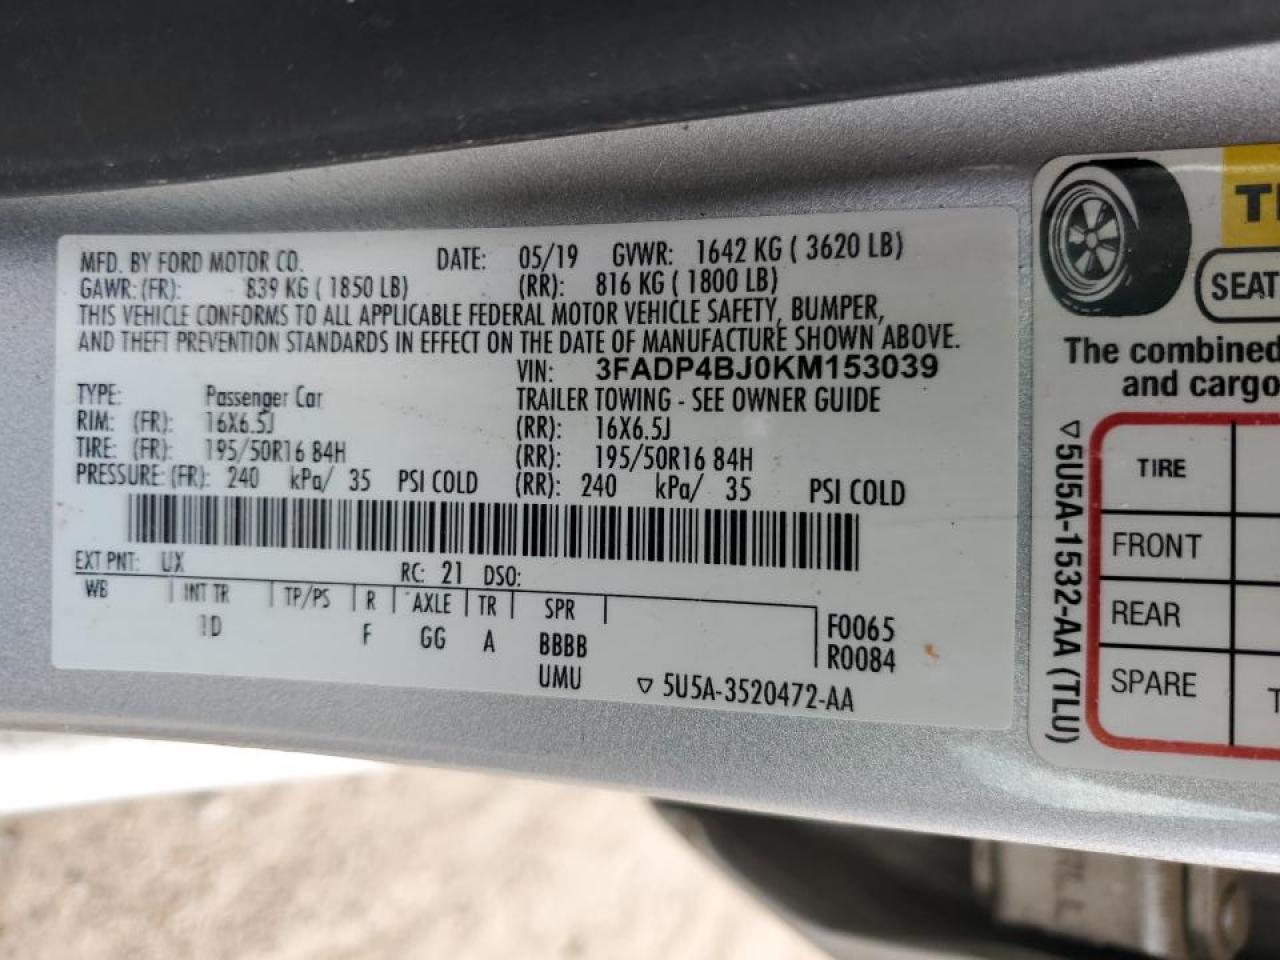 MFD. BY FORD MOTOR CO. DATE: 05/19 GVWR: 1642 KG ( 3620 LB)
GAWR: (FR): 839 KG ( 1850 LB) (RR): 816 KG ( 1800 LB)
THIS VEHICLE CONFORMS TO ALL APPLICABLE FEDERAL MOTOR VEHICLE SAFETY, BUMPER,
AND THEFT PREVENTION STANDARDS IN EFFECT ON THE DATE OF MANUFACTURE SHOWN ABOVE.
VIN: 3FADP4BJ0KM153039
TYPE: Passenger Car TRAILER TOWING - SEE OWNER GUIDE
RIM: (FR): 16X6.5J (RR): 16X6.5J
TIRE: (FR): 195/50R16 84H (RR): 195/50R16 84H
PRESSURE: (FR): 240 kPa/ 35 PSI COLD (RR): 240 kPa/ 35 PSI COLD
EXT PNT: UX RC: 21 DSO:
WB INT TR TP/PS R AXLE TR SPR
1D F GG A BBBB
UMU
F0065
R0084
▽ 5U5A-3520472-AA
SEAT
The combined
and cargo
TIRE
FRONT
REAR
SPARE
▽ 5U5A-1532-AA (TLU)